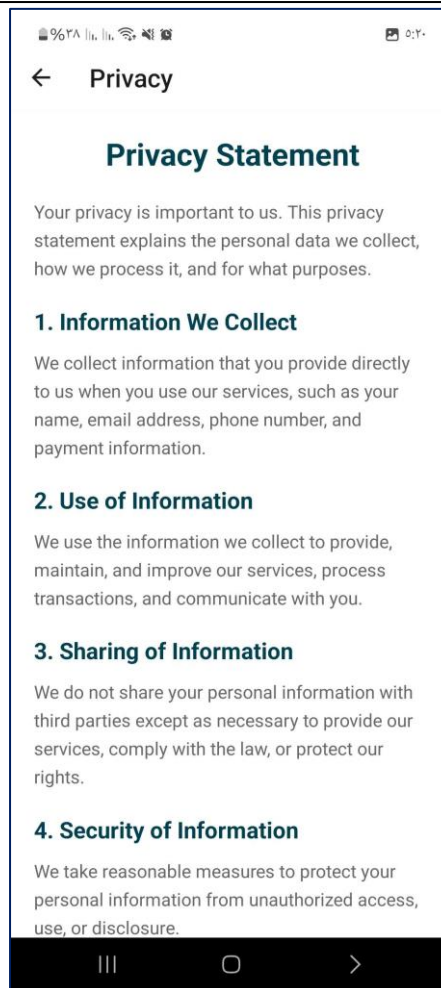 %٣٨ ٥:٢٠
Privacy
Privacy Statement
Your privacy is important to us. This privacy
statement explains the personal data we collect,
how we process it, and for what purposes.
1. Information We Collect
We collect information that you provide directly
to us when you use our services, such as your
name, email address, phone number, and
payment information.
2. Use of Information
We use the information we collect to provide,
maintain, and improve our services, process
transactions, and communicate with you.
3. Sharing of Information
We do not share your personal information with
third parties except as necessary to provide our
services, comply with the law, or protect our
rights.
4. Security of Information
We take reasonable measures to protect your
personal information from unauthorized access,
use, or disclosure.